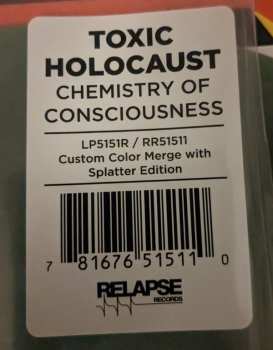 TOXIC
HOLOCAUST
CHEMISTRY OF
CONSCIOUSNESS
LP5151R / RR51511
Custom Color Merge with
Splatter Edition
7 81676 51511 0
RELAPSE
RECORDS